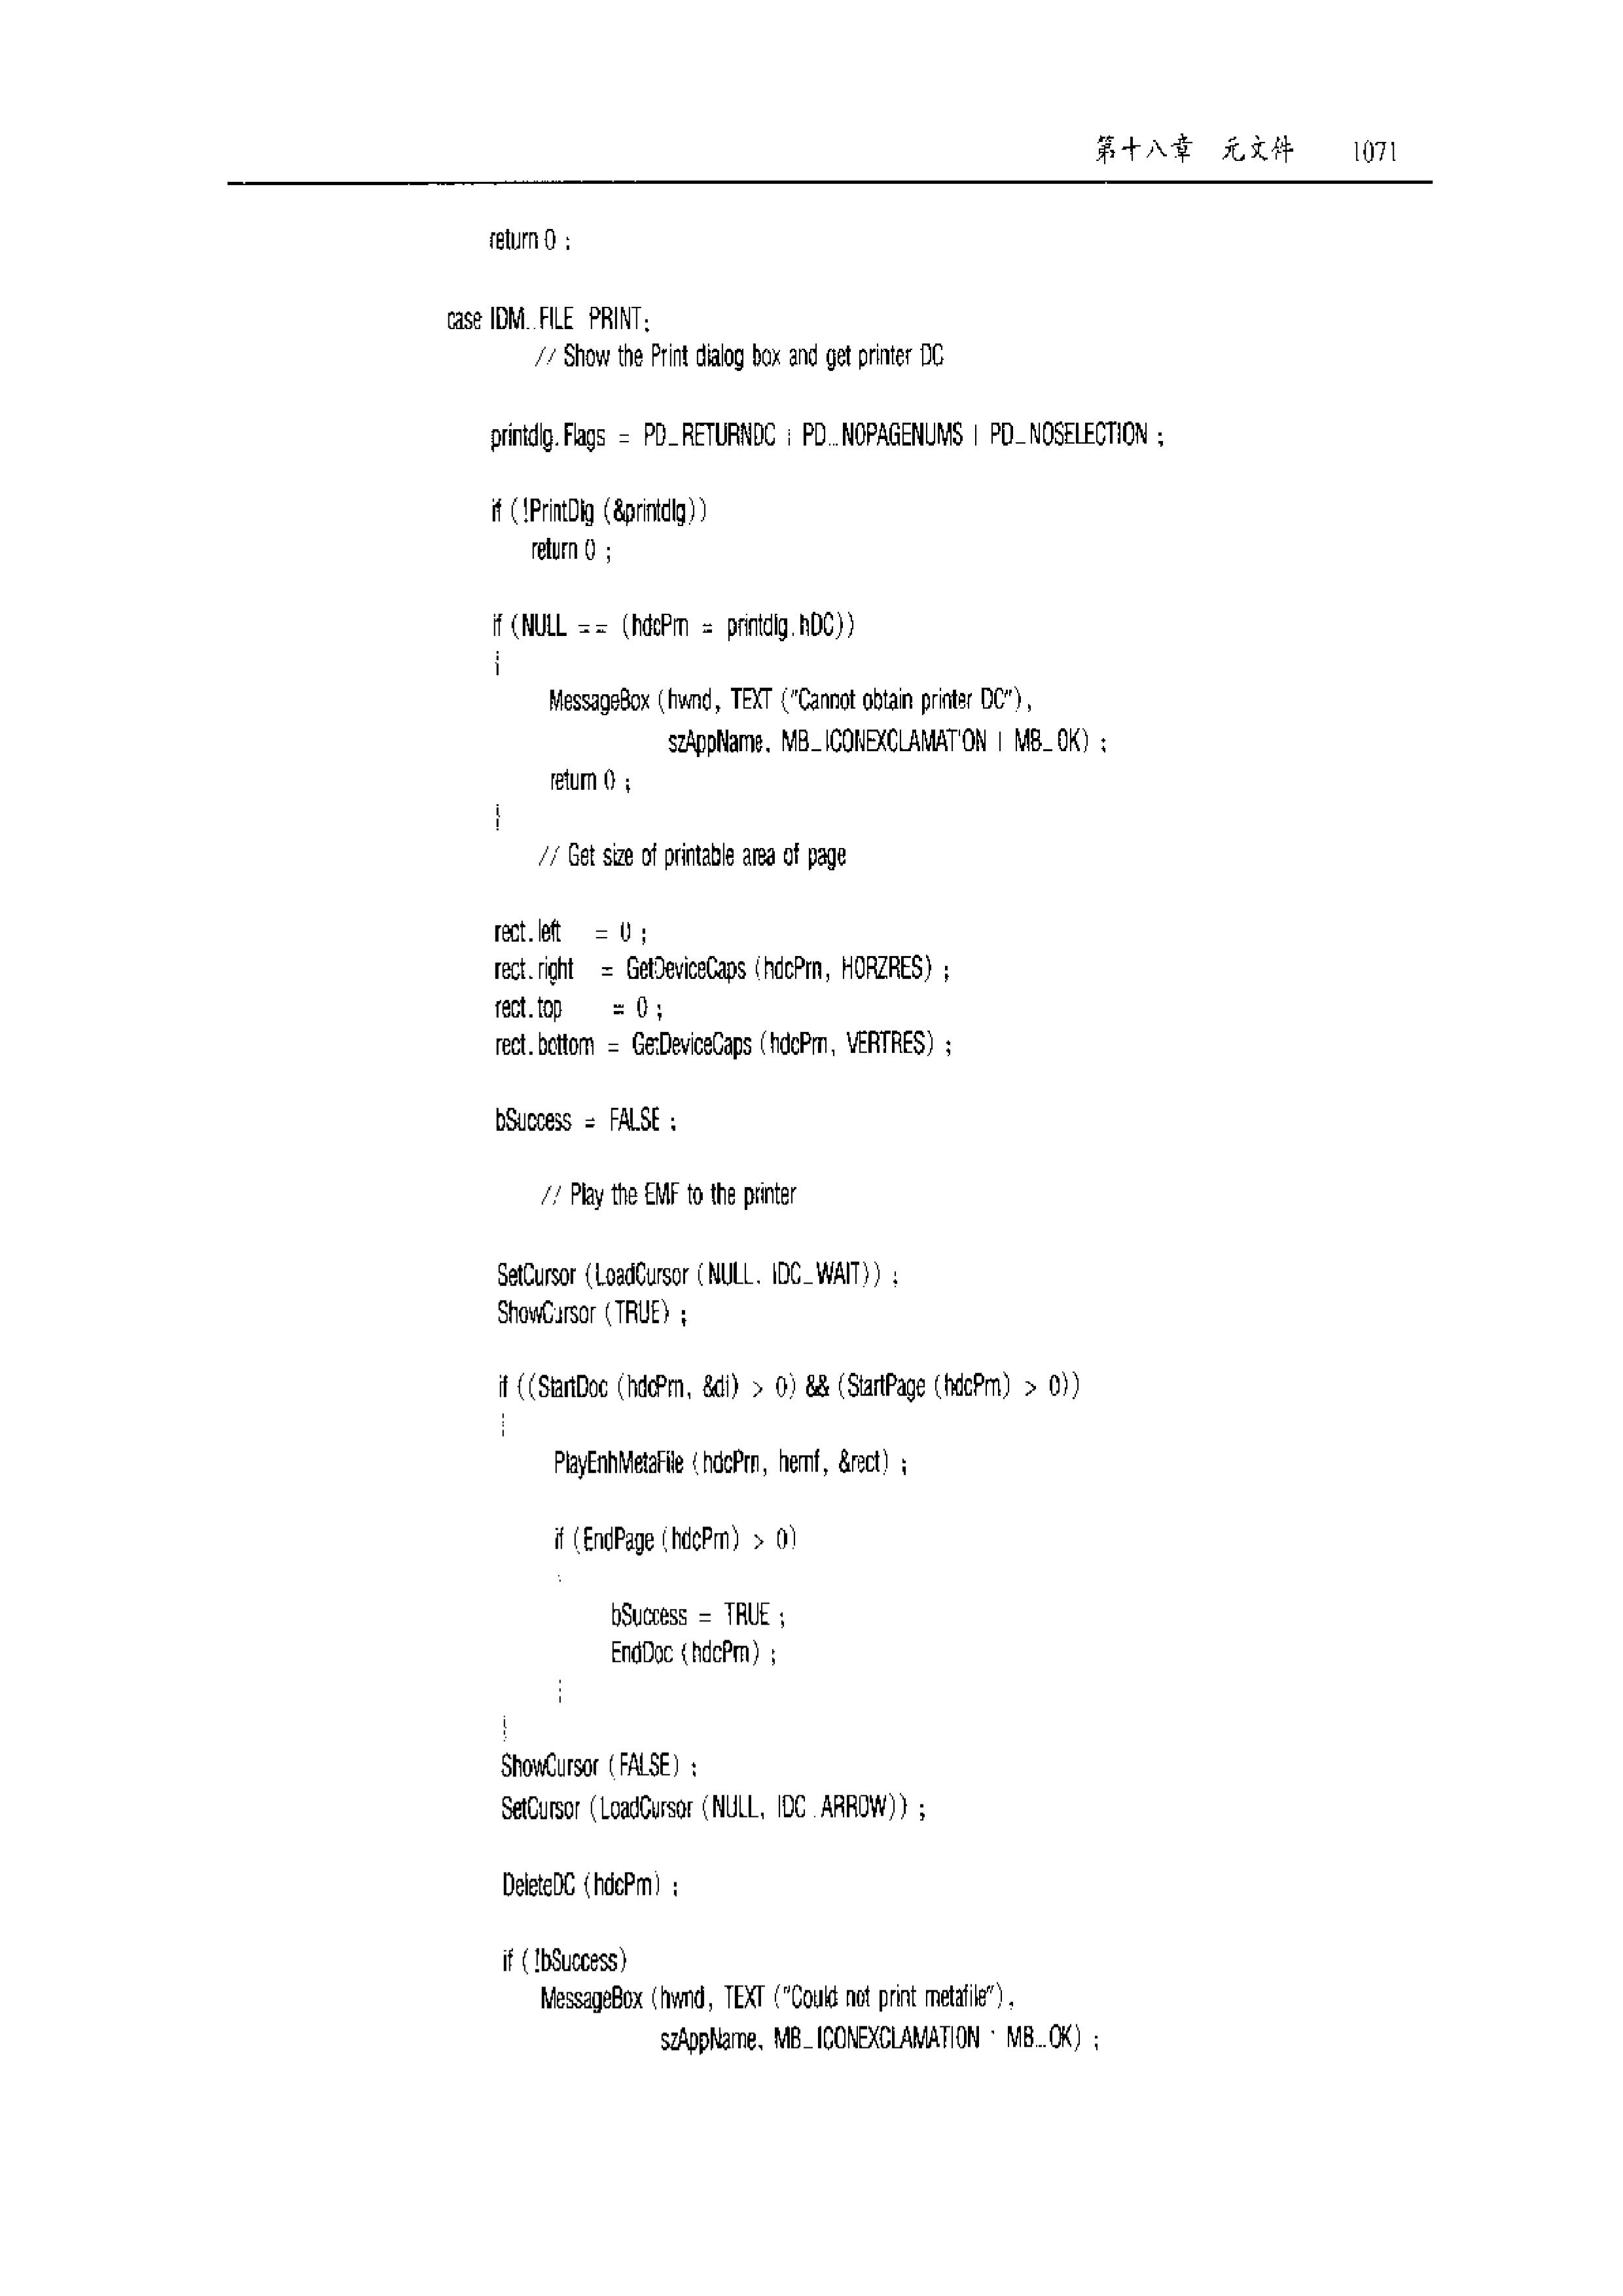 第十八章 元文件 1071
return 0 ;
case IDM_FILE_PRINT:
// Show the Print dialog box and get printer DC
printdlg.Flags = PD_RETURNDC | PD_NOPAGENUMS | PD_NOSELECTION ;
if (!PrintDlg (&printdlg))
return 0 ;
if (NULL == (hdcPrn = printdlg.hDC))
{
MessageBox (hwnd, TEXT ("Cannot obtain printer DC"),
szAppName, MB_ICONEXCLAMATION | MB_OK) ;
return 0 ;
}
// Get size of printable area of page
rect.left = 0 ;
rect.right = GetDeviceCaps (hdcPrn, HORZRES) ;
rect.top = 0 ;
rect.bottom = GetDeviceCaps (hdcPrn, VERTRES) ;
bSuccess = FALSE ;
// Play the EMF to the printer
SetCursor (LoadCursor (NULL, IDC_WAIT)) ;
ShowCursor (TRUE) ;
if ((StartDoc (hdcPrn, &di) > 0) && (StartPage (hdcPrn) > 0))
{
PlayEnhMetaFile (hdcPrn, hemf, &rect) ;
if (EndPage (hdcPrn) > 0)
{
bSuccess = TRUE ;
EndDoc (hdcPrn) ;
}
}
ShowCursor (FALSE) ;
SetCursor (LoadCursor (NULL, IDC_ARROW)) ;
DeleteDC (hdcPrn) ;
if (!bSuccess)
MessageBox (hwnd, TEXT ("Could not print metafile"),
szAppName, MB_ICONEXCLAMATION | MB_OK) ;